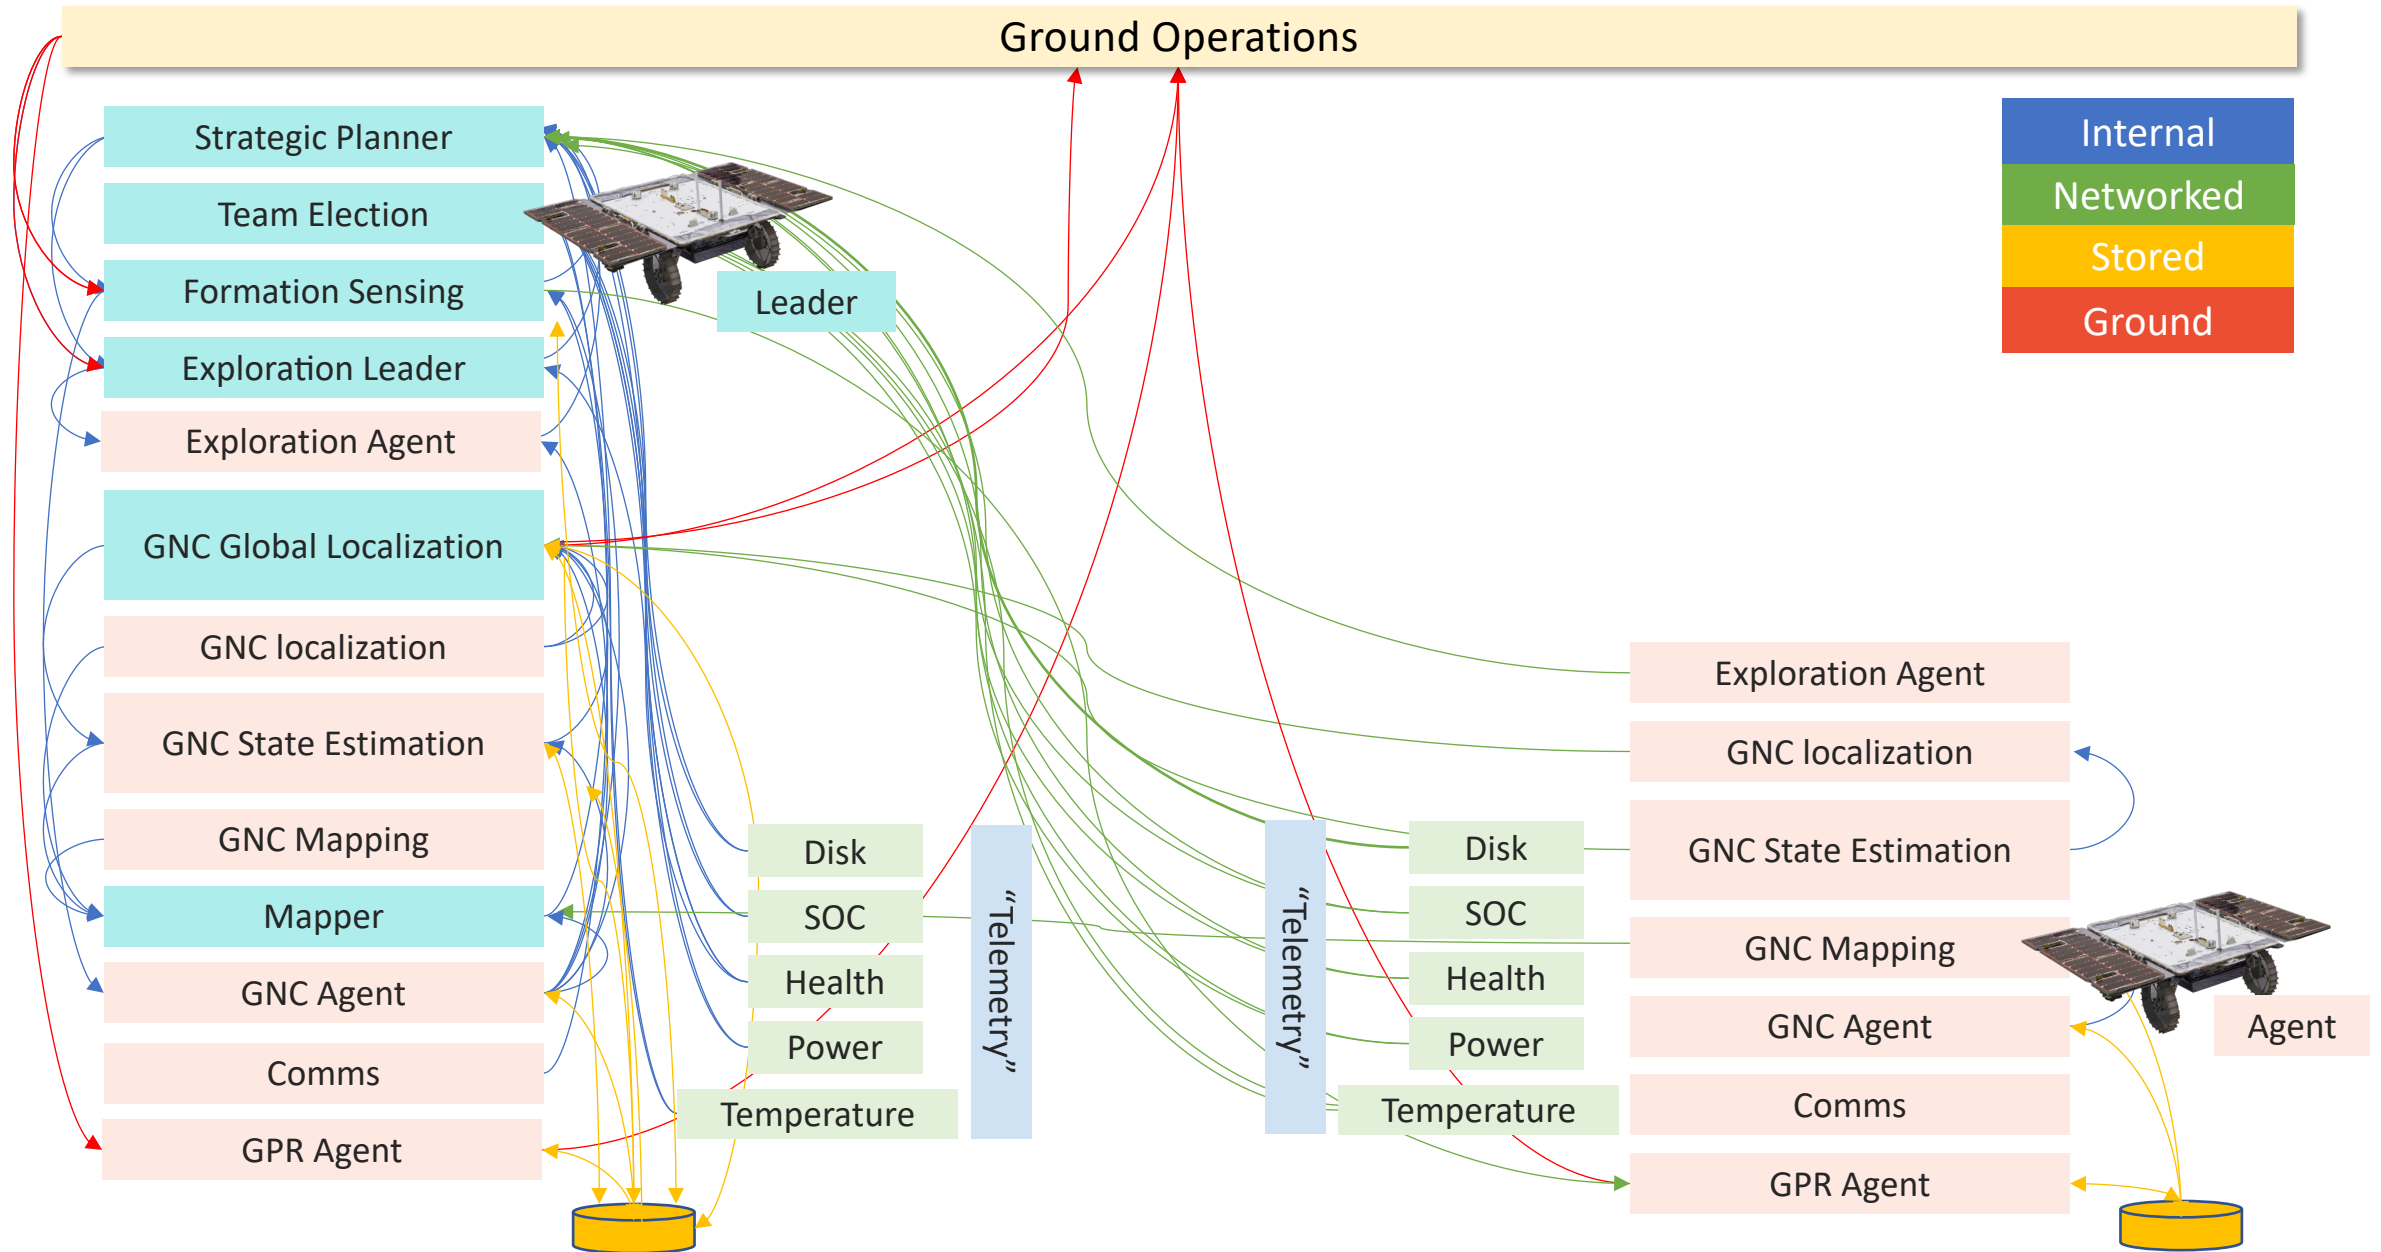 Ground Operations
Strategic Planner
Team Election
Formation Sensing
Exploration Leader
Exploration Agent
GNC Global Localization
GNC localization
GNC State Estimation
GNC Mapping
Mapper
GNC Agent
Comms
GPR Agent
Leader
Disk
SOC
Health
Power
Temperature
“Telemetry”
“Telemetry”
Disk
SOC
Health
Power
Temperature
Internal
Networked
Stored
Ground
Exploration Agent
GNC localization
GNC State Estimation
GNC Mapping
GNC Agent
Comms
GPR Agent
Agent